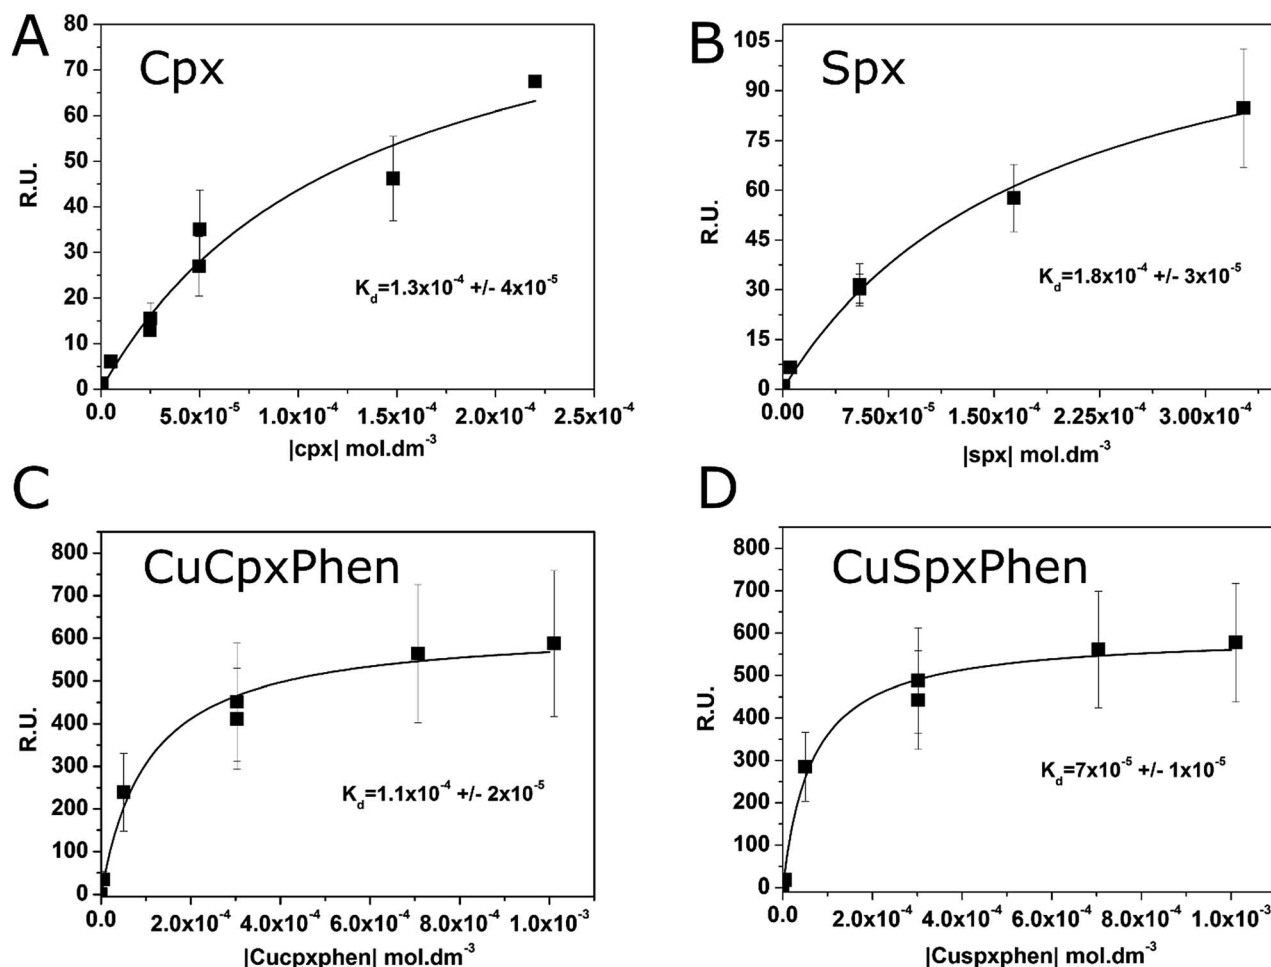 A
Cpx
R.U.
80
70
60
50
40
30
20
10
0
0.0 5.0x10⁻⁵ 1.0x10⁻⁴ 1.5x10⁻⁴ 2.0x10⁻⁴ 2.5x10⁻⁴
|cpx| mol.dm⁻³
K_d=1.3x10⁻⁴ +/- 4x10⁻⁵
B
Spx
R.U.
105
90
75
60
45
30
15
0
0.00 7.50x10⁻⁵ 1.50x10⁻⁴ 2.25x10⁻⁴ 3.00x10⁻⁴
|spx| mol.dm⁻³
K_d=1.8x10⁻⁴ +/- 3x10⁻⁵
C
CuCpxPhen
R.U.
800
700
600
500
400
300
200
100
0
0.0 2.0x10⁻⁴ 4.0x10⁻⁴ 6.0x10⁻⁴ 8.0x10⁻⁴ 1.0x10⁻³
|Cucpxphen| mol.dm⁻³
K_d=1.1x10⁻⁴ +/- 2x10⁻⁵
D
CuSpxPhen
R.U.
800
700
600
500
400
300
200
100
0
0.0 2.0x10⁻⁴ 4.0x10⁻⁴ 6.0x10⁻⁴ 8.0x10⁻⁴ 1.0x10⁻³
|Cuspxphen| mol.dm⁻³
K_d=7x10⁻⁵ +/- 1x10⁻⁵